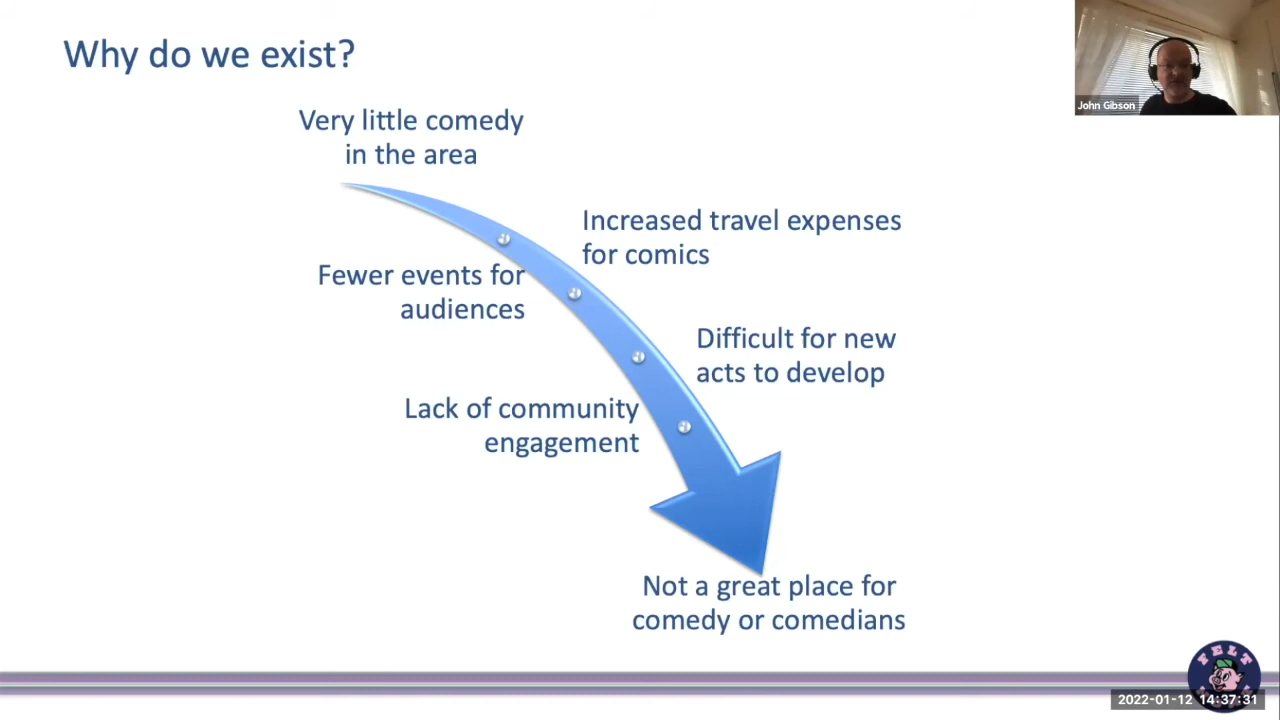 Why do we exist?
John Gibson
Very little comedy
in the area
Increased travel expenses
for comics
Fewer events for
audiences
Difficult for new
acts to develop
Lack of community
engagement
Not a great place for
comedy or comedians
FELT
2022-01-12 14:37:31